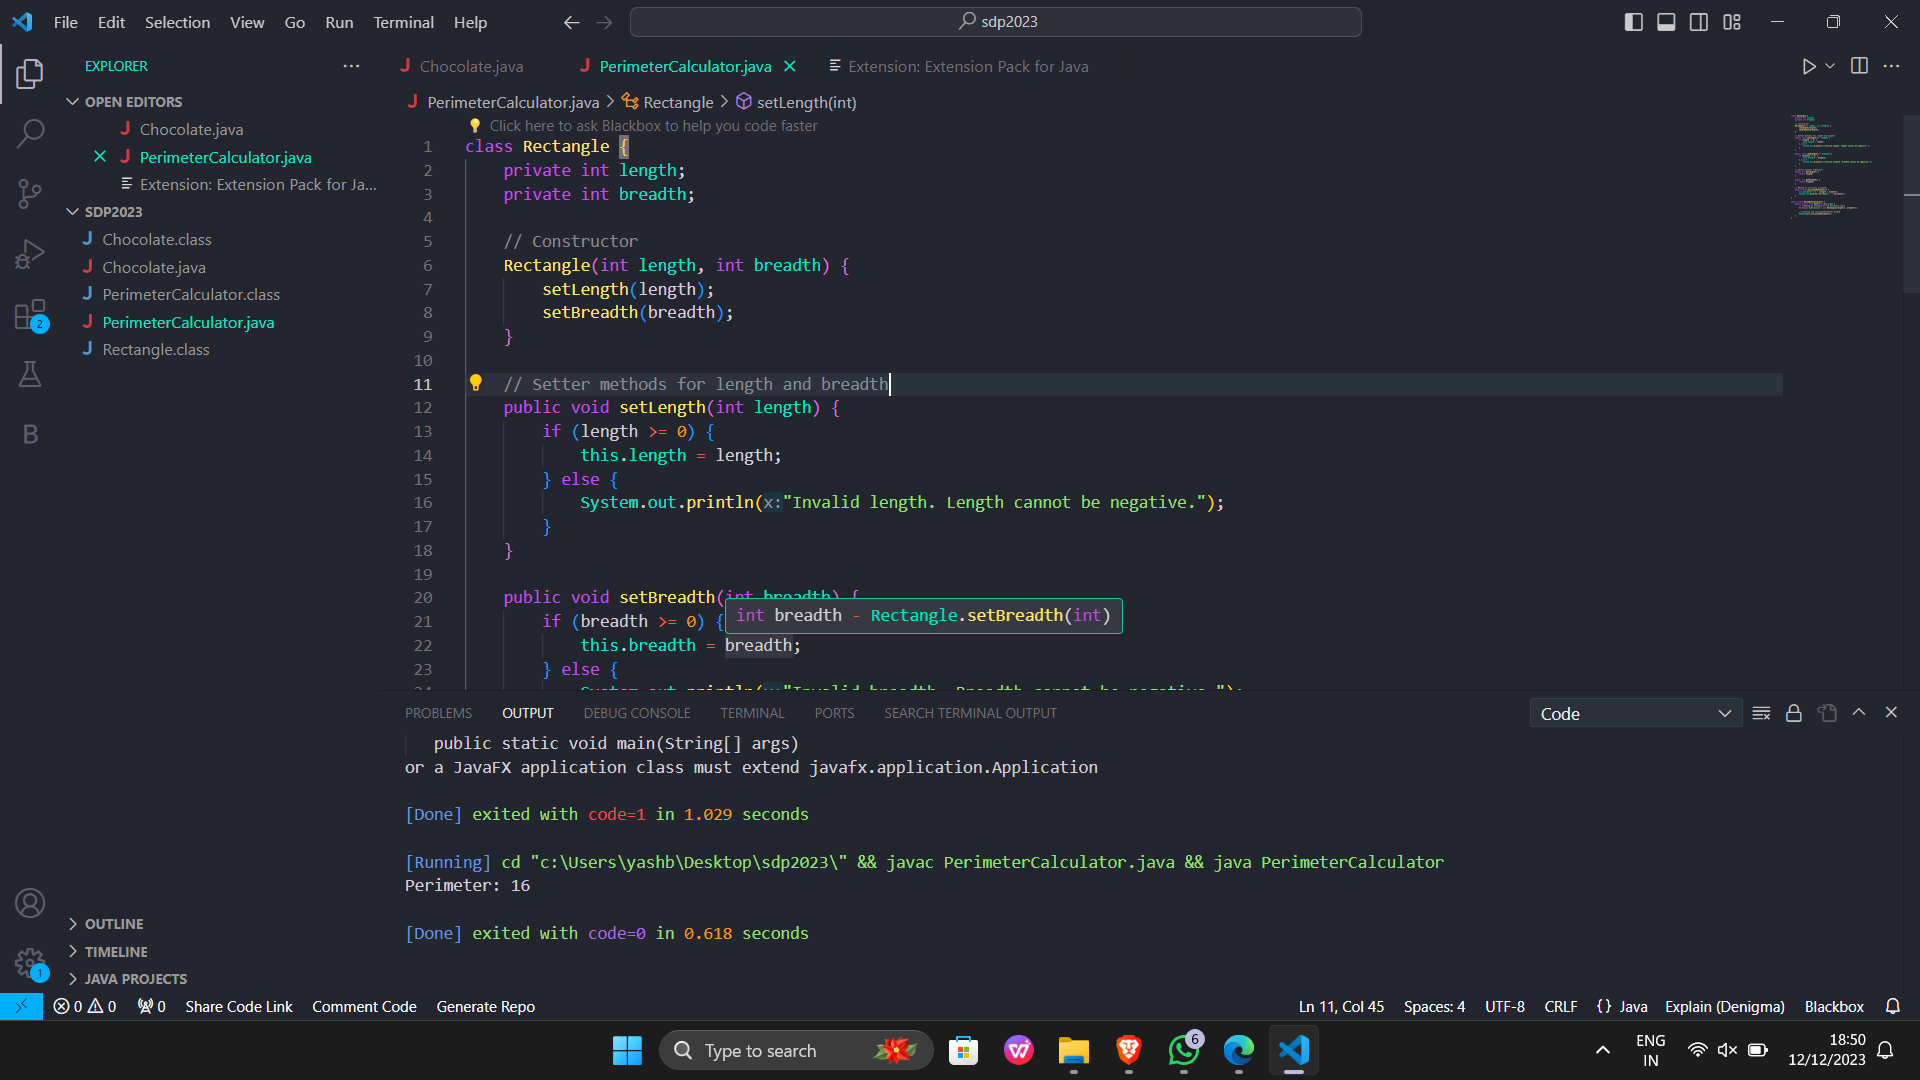 File Edit Selection View Go Run Terminal Help
sdp2023
EXPLORER
OPEN EDITORS
Chocolate.java
PerimeterCalculator.java
Extension: Extension Pack for Ja...
SDP2023
Chocolate.class
Chocolate.java
PerimeterCalculator.class
PerimeterCalculator.java
Rectangle.class
2
B
OUTLINE
TIMELINE
JAVA PROJECTS
1
Chocolate.java PerimeterCalculator.java Extension: Extension Pack for Java
PerimeterCalculator.java > Rectangle > setLength(int)
Click here to ask Blackbox to help you code faster
1 class Rectangle {
2 private int length;
3 private int breadth;
4
5 // Constructor
6 Rectangle(int length, int breadth) {
7 setLength(length);
8 setBreadth(breadth);
9 }
10
11 // Setter methods for length and breadth
12 public void setLength(int length) {
13 if (length >= 0) {
14 this.length = length;
15 } else {
16 System.out.println(x:"Invalid length. Length cannot be negative.");
17 }
18 }
19
20 public void setBreadth(int breadth) {
21 if (breadth >= 0) {
int breadth - Rectangle.setBreadth(int)
22 this.breadth = breadth;
23 } else {
24 System.out.println(x:"Invalid breadth. Breadth cannot be negative.");
PROBLEMS OUTPUT DEBUG CONSOLE TERMINAL PORTS SEARCH TERMINAL OUTPUT
Code
public static void main(String[] args)
or a JavaFX application class must extend javafx.application.Application
[Done] exited with code=1 in 1.029 seconds
[Running] cd "c:\Users\yashb\Desktop\sdp2023\" && javac PerimeterCalculator.java && java PerimeterCalculator
Perimeter: 16
[Done] exited with code=0 in 0.618 seconds
0 0 0 Share Code Link Comment Code Generate Repo
Ln 11, Col 45 Spaces: 4 UTF-8 CRLF {} Java Explain (Denigma) Blackbox
Type to search
6
ENG
IN
18:50
12/12/2023